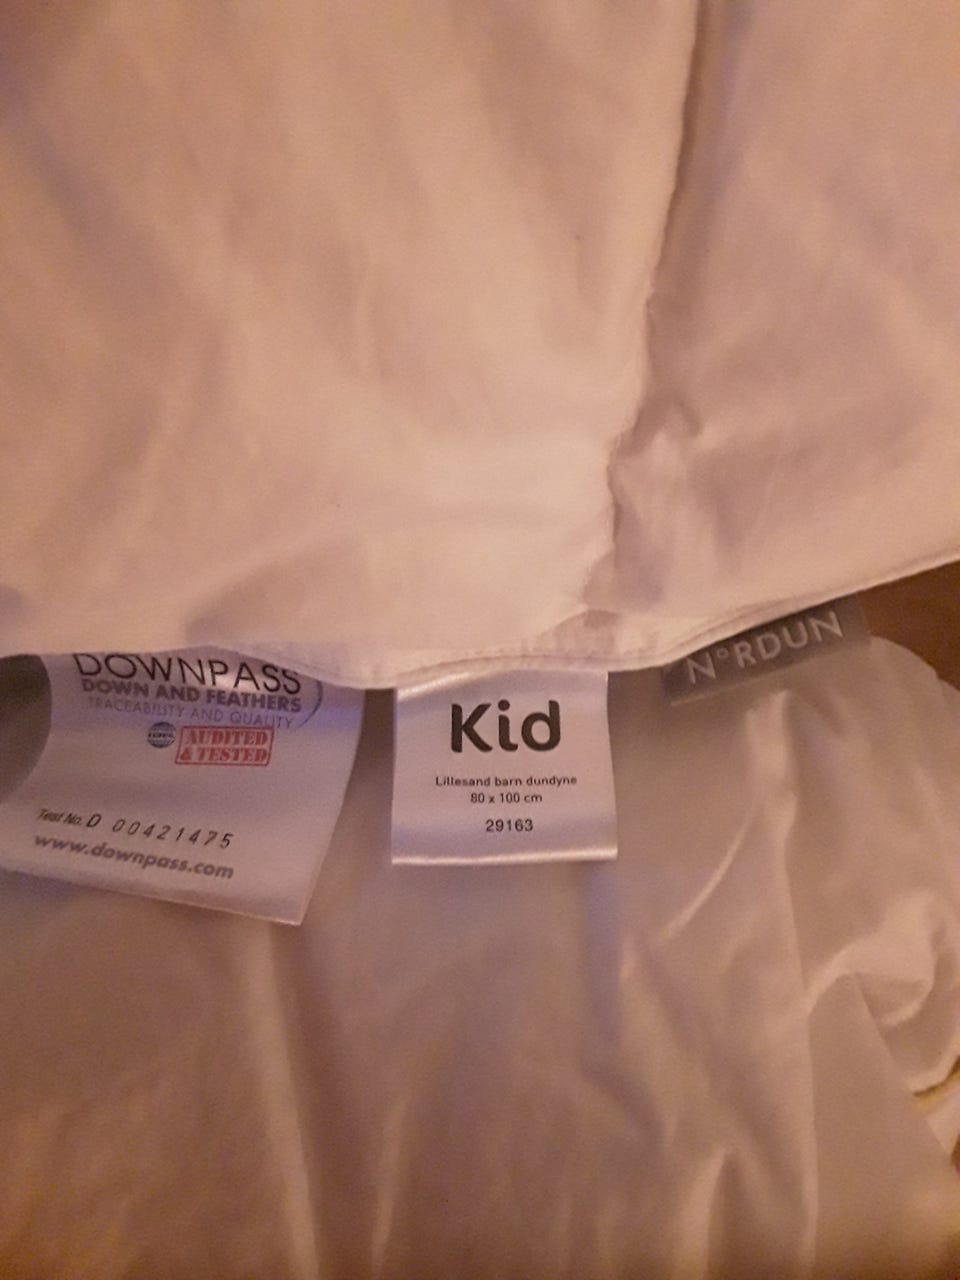 DOWNPASS
DOWN AND FEATHERS
TRACEABILITY AND QUALITY
AUDITED
& TESTED
Test No. D 00421475
www.downpass.com
Kid
Lillesand barn dundyne
80 x 100 cm
29163
N°RDUN